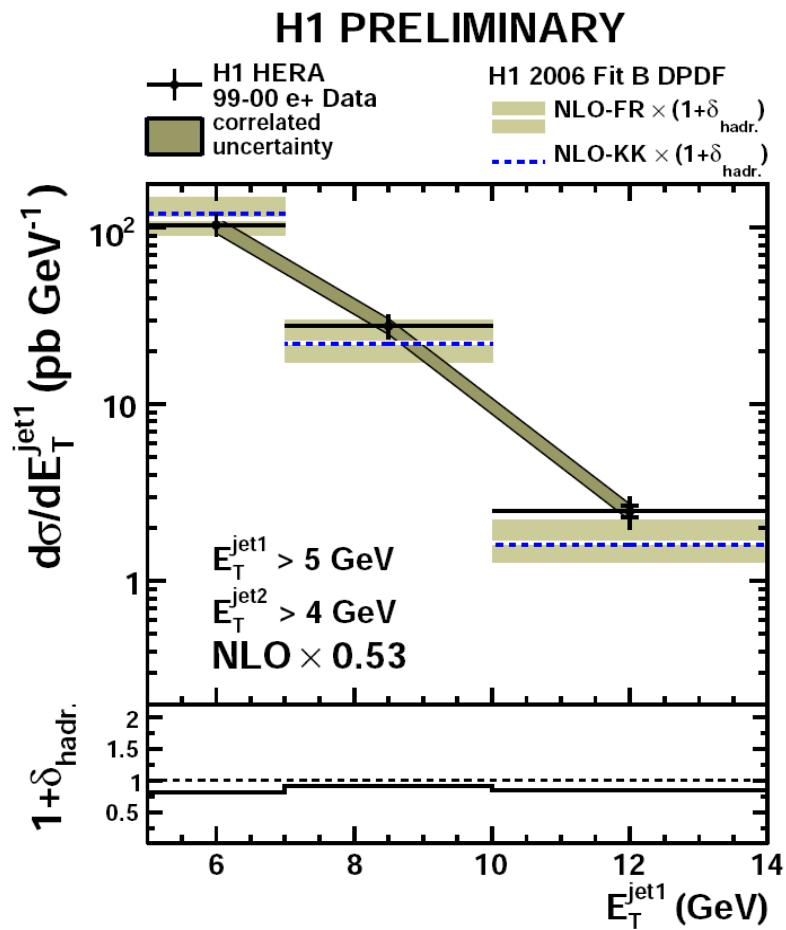 H1 PRELIMINARY
H1 HERA
99-00 e+ Data
correlated
uncertainty
H1 2006 Fit B DPDF
NLO-FR × (1+δhadr.)
NLO-KK × (1+δhadr.)
dσ/dE_T^jet1 (pb GeV^-1)
10^2
10
1
E_T^jet1 > 5 GeV
E_T^jet2 > 4 GeV
NLO × 0.53
1+δhadr.
2
1.5
1
0.5
6 8 10 12 14
E_T^jet1 (GeV)